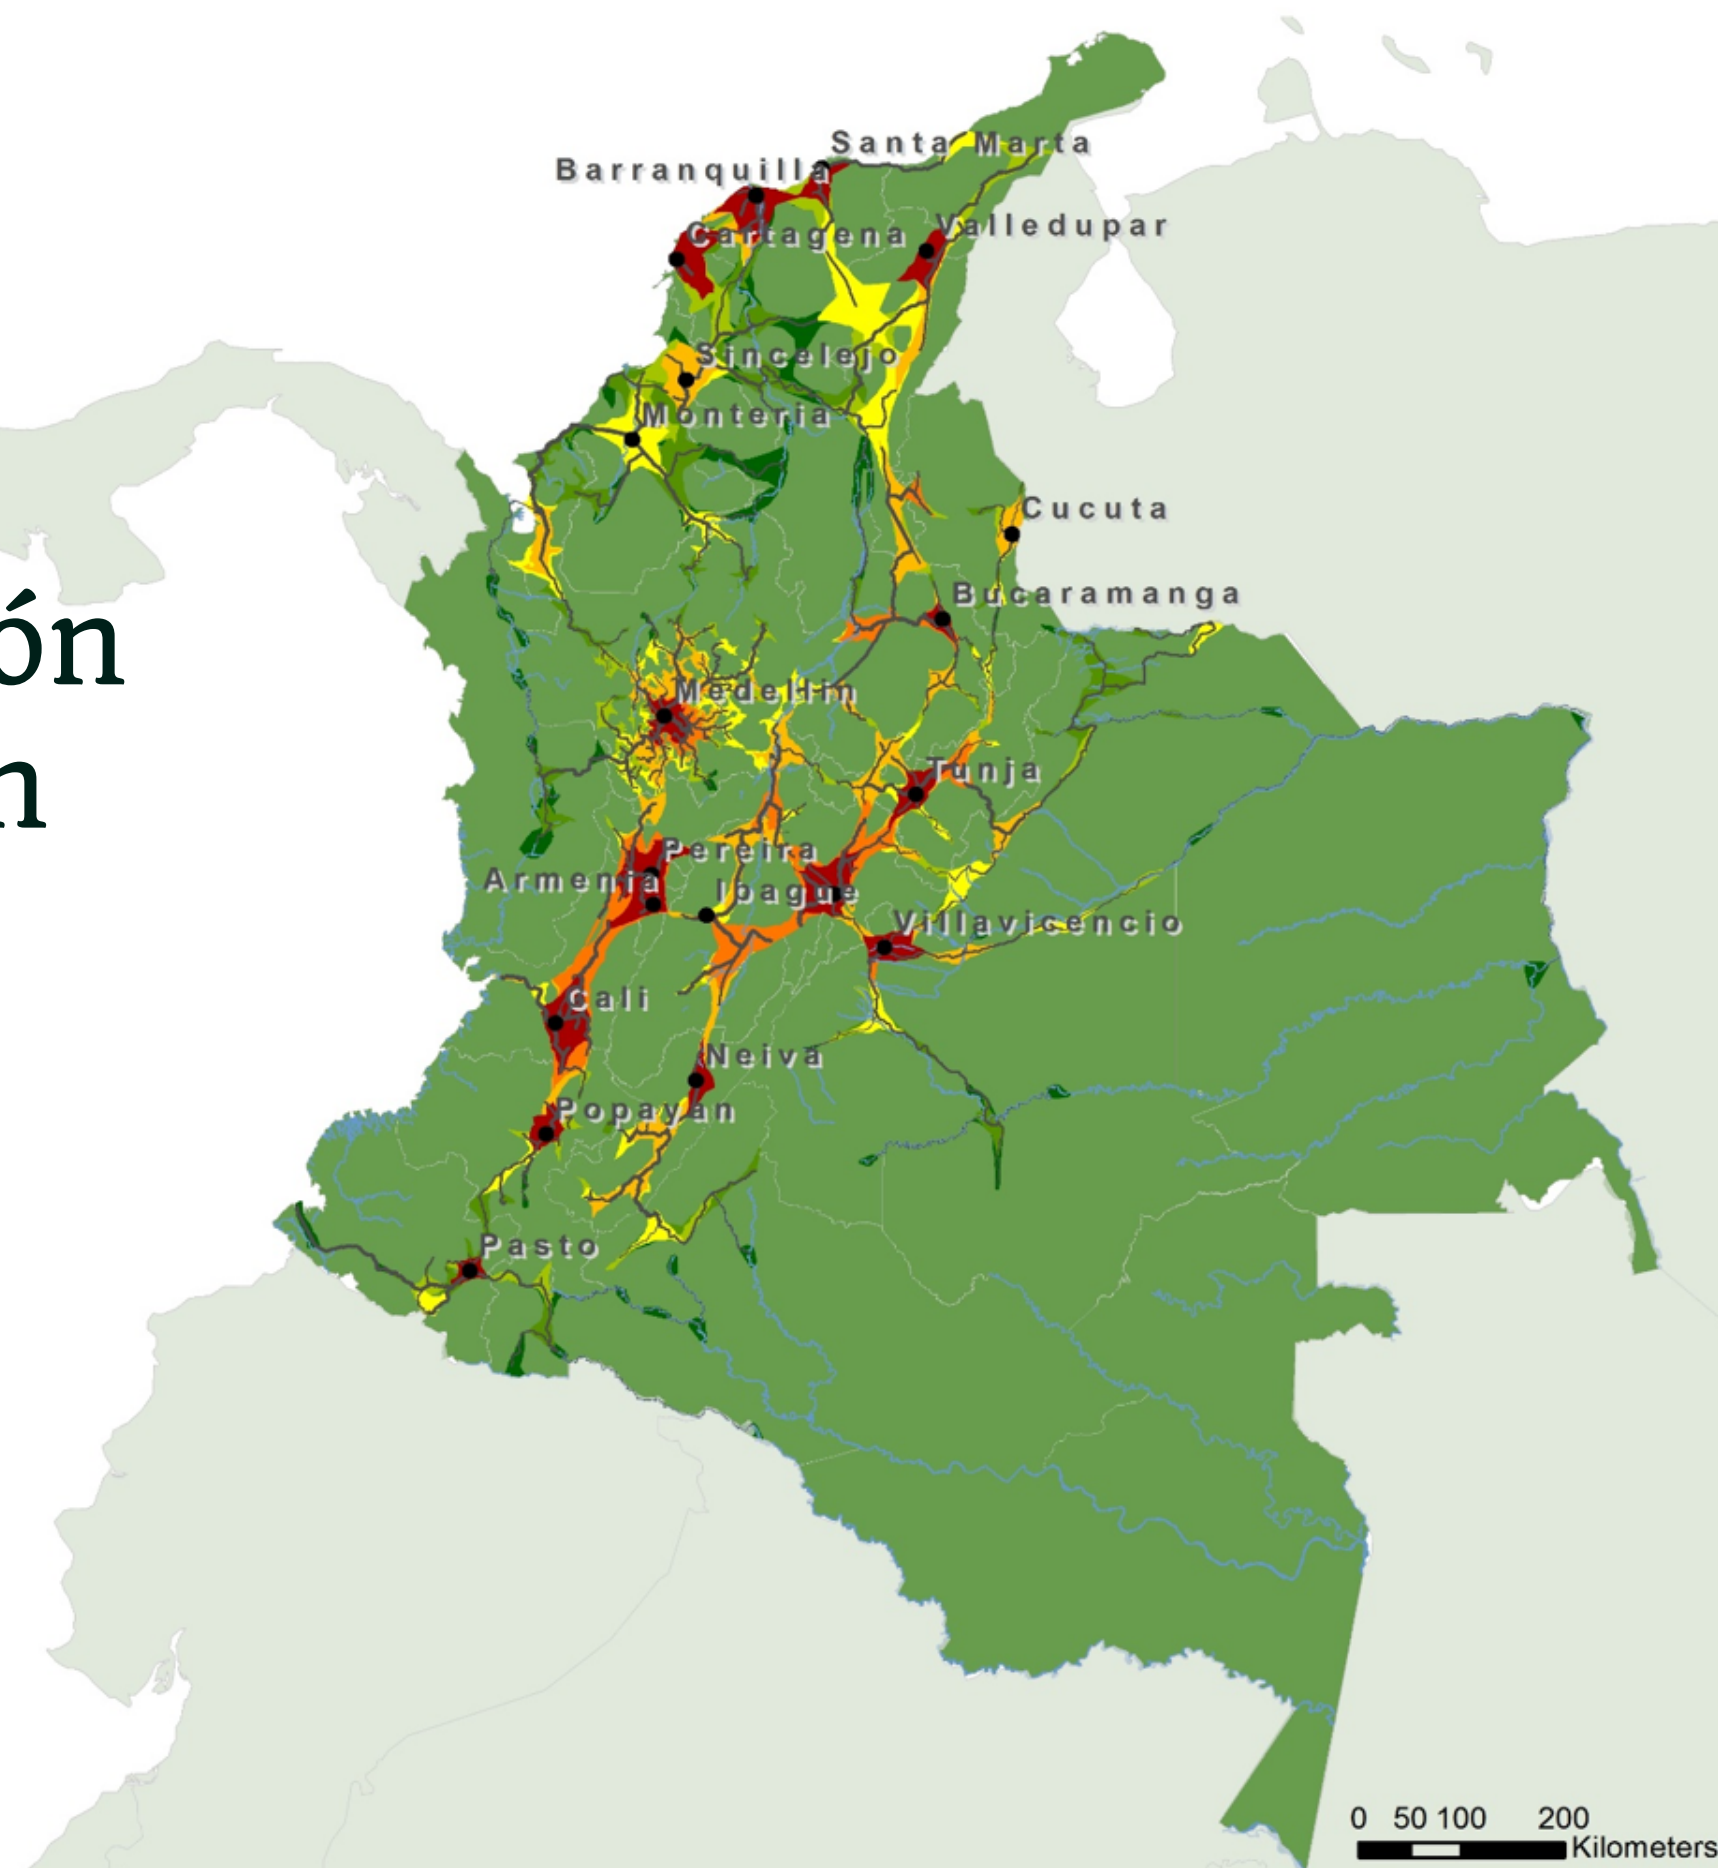 Santa Marta
Barranquilla
Cartagena
Valledupar
Sincelejo
Monteria
Cucuta
Bucaramanga
ón
Medellin
n
Tunja
Pereira
Armenia
Ibague
Villavicencio
Cali
Neiva
Popayan
Pasto
0 50 100 200
Kilometers